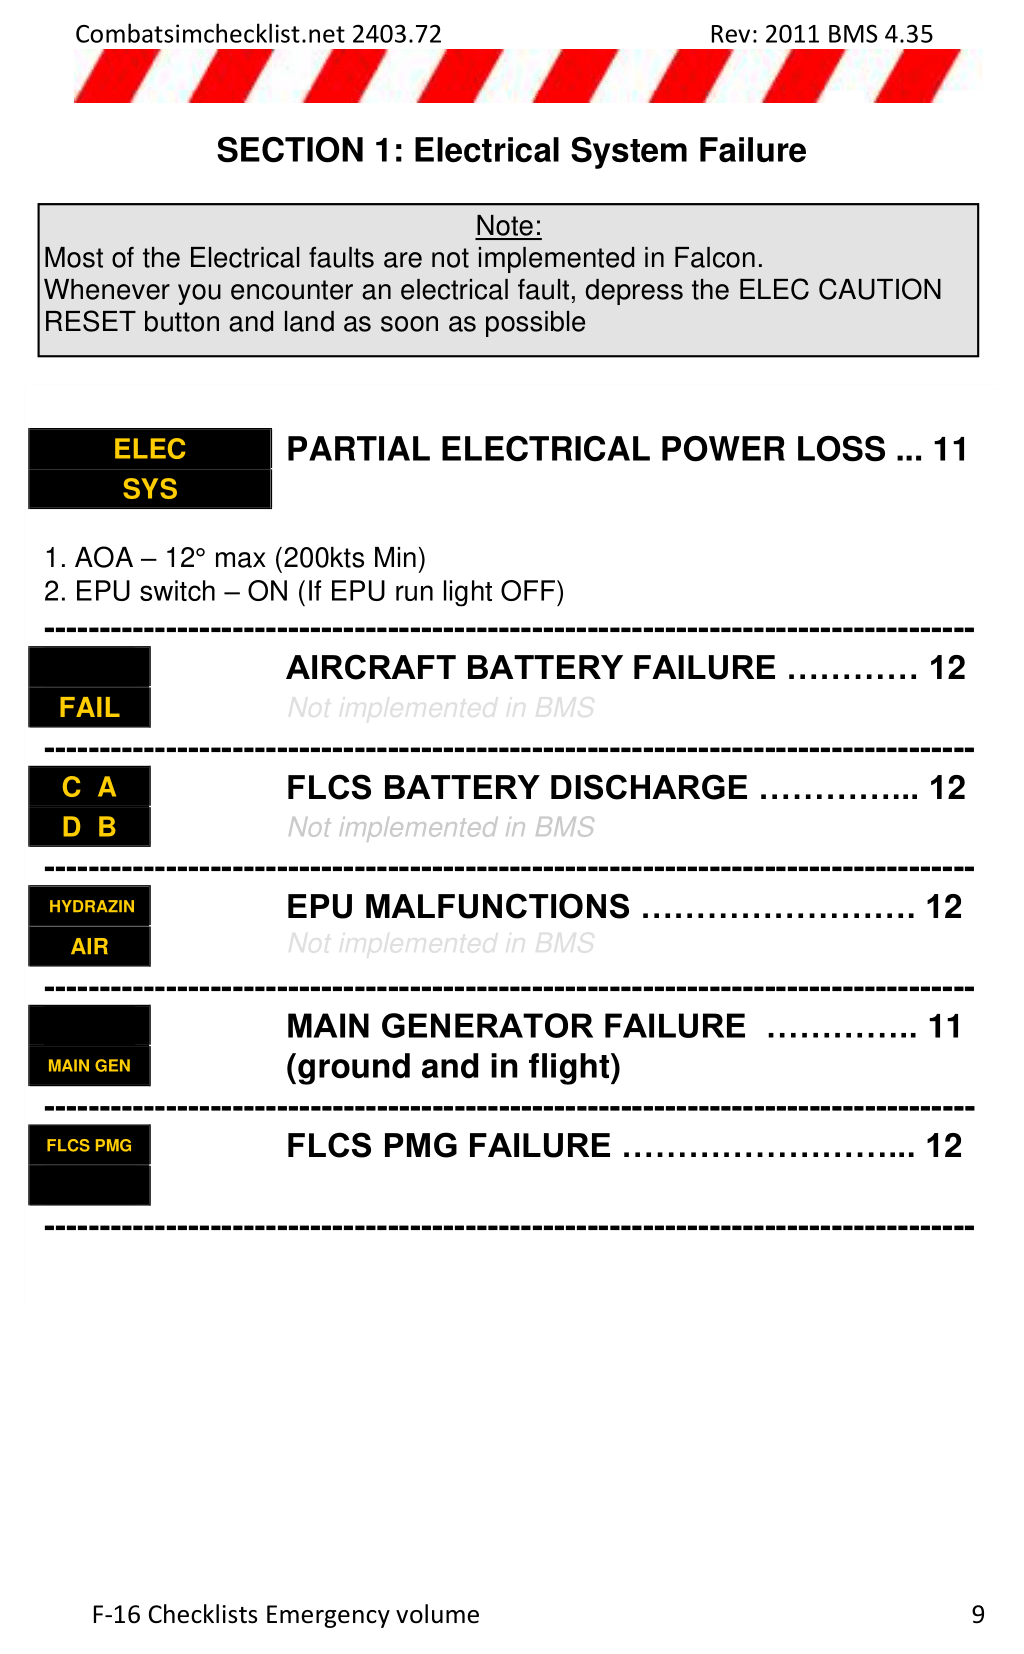 Combatsimchecklist.net 2403.72 Rev: 2011 BMS 4.35
SECTION 1: Electrical System Failure
Note:
Most of the Electrical faults are not implemented in Falcon.
Whenever you encounter an electrical fault, depress the ELEC CAUTION
RESET button and land as soon as possible
ELEC PARTIAL ELECTRICAL POWER LOSS ... 11
SYS
1. AOA – 12° max (200kts Min)
2. EPU switch – ON (If EPU run light OFF)
--------------------------------------------------------------------------------------
AIRCRAFT BATTERY FAILURE ………… 12
FAIL Not implemented in BMS
--------------------------------------------------------------------------------------
C A FLCS BATTERY DISCHARGE ………….... 12
D B Not implemented in BMS
--------------------------------------------------------------------------------------
HYDRAZIN EPU MALFUNCTIONS ……………………. 12
AIR Not implemented in BMS
--------------------------------------------------------------------------------------
MAIN GENERATOR FAILURE ………….. 11
MAIN GEN (ground and in flight)
--------------------------------------------------------------------------------------
FLCS PMG FLCS PMG FAILURE ……………………... 12
--------------------------------------------------------------------------------------
F-16 Checklists Emergency volume 9